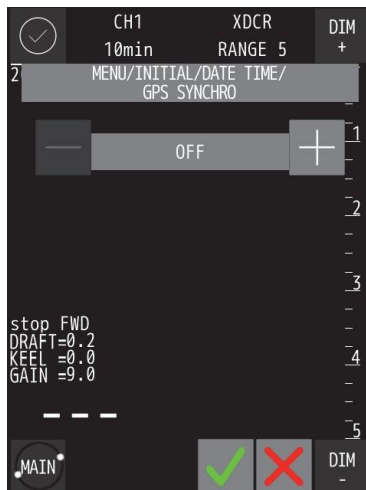 CH1 XDCR DIM
10min RANGE 5 +
2
MENU/INITIAL/DATE TIME/
GPS SYNCHRO
1
— OFF +
2
3
stop FWD
DRAFT=0.2
KEEL =0.0
4
GAIN =9.0
– – –
5
MAIN DIM
-